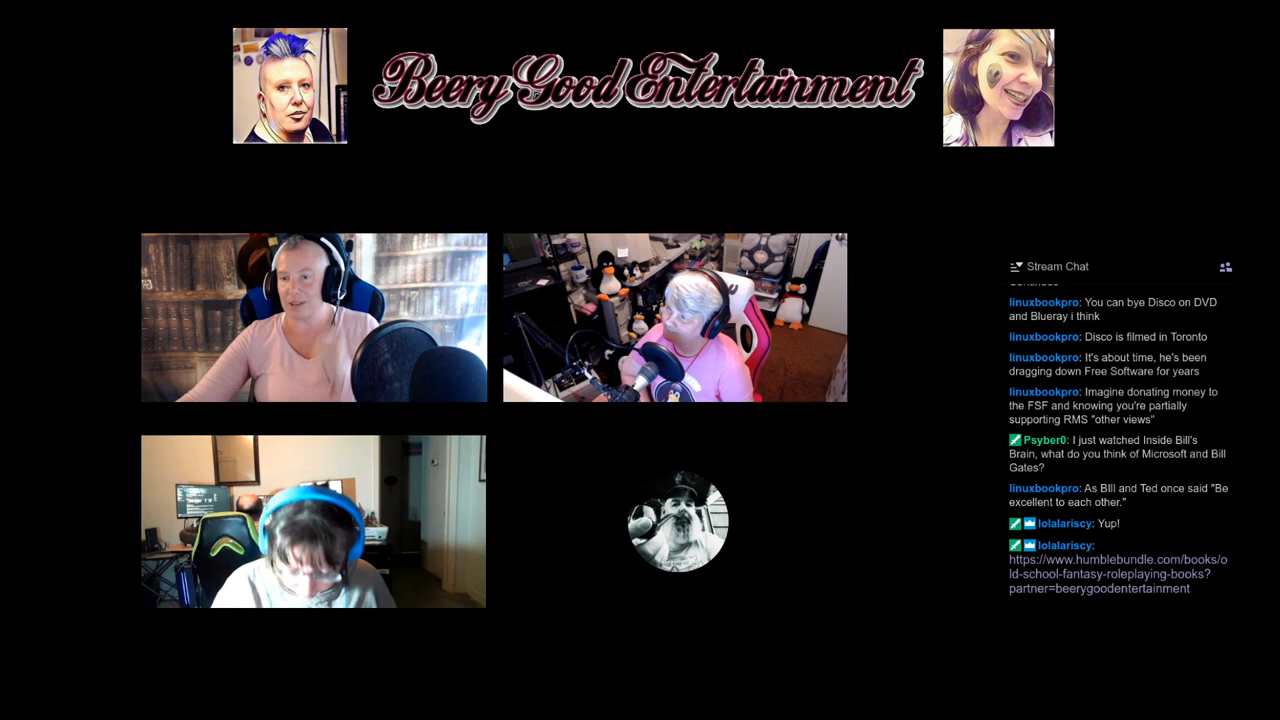 Beery Good Entertainment
Stream Chat
linuxbookpro: You can bye Disco on DVD
and Blueray i think
linuxbookpro: Disco is filmed in Toronto
linuxbookpro: It's about time, he's been
dragging down Free Software for years
linuxbookpro: Imagine donating money to
the FSF and knowing you're partially
supporting RMS "other views"
Psyber0: I just watched Inside Bill's
Brain, what do you think of Microsoft and Bill
Gates?
linuxbookpro: As BIll and Ted once said "Be
excellent to each other."
lolalariscy: Yup!
lolalariscy:
https://www.humblebundle.com/books/o
ld-school-fantasy-roleplaying-books?
partner=beerygoodentertainment